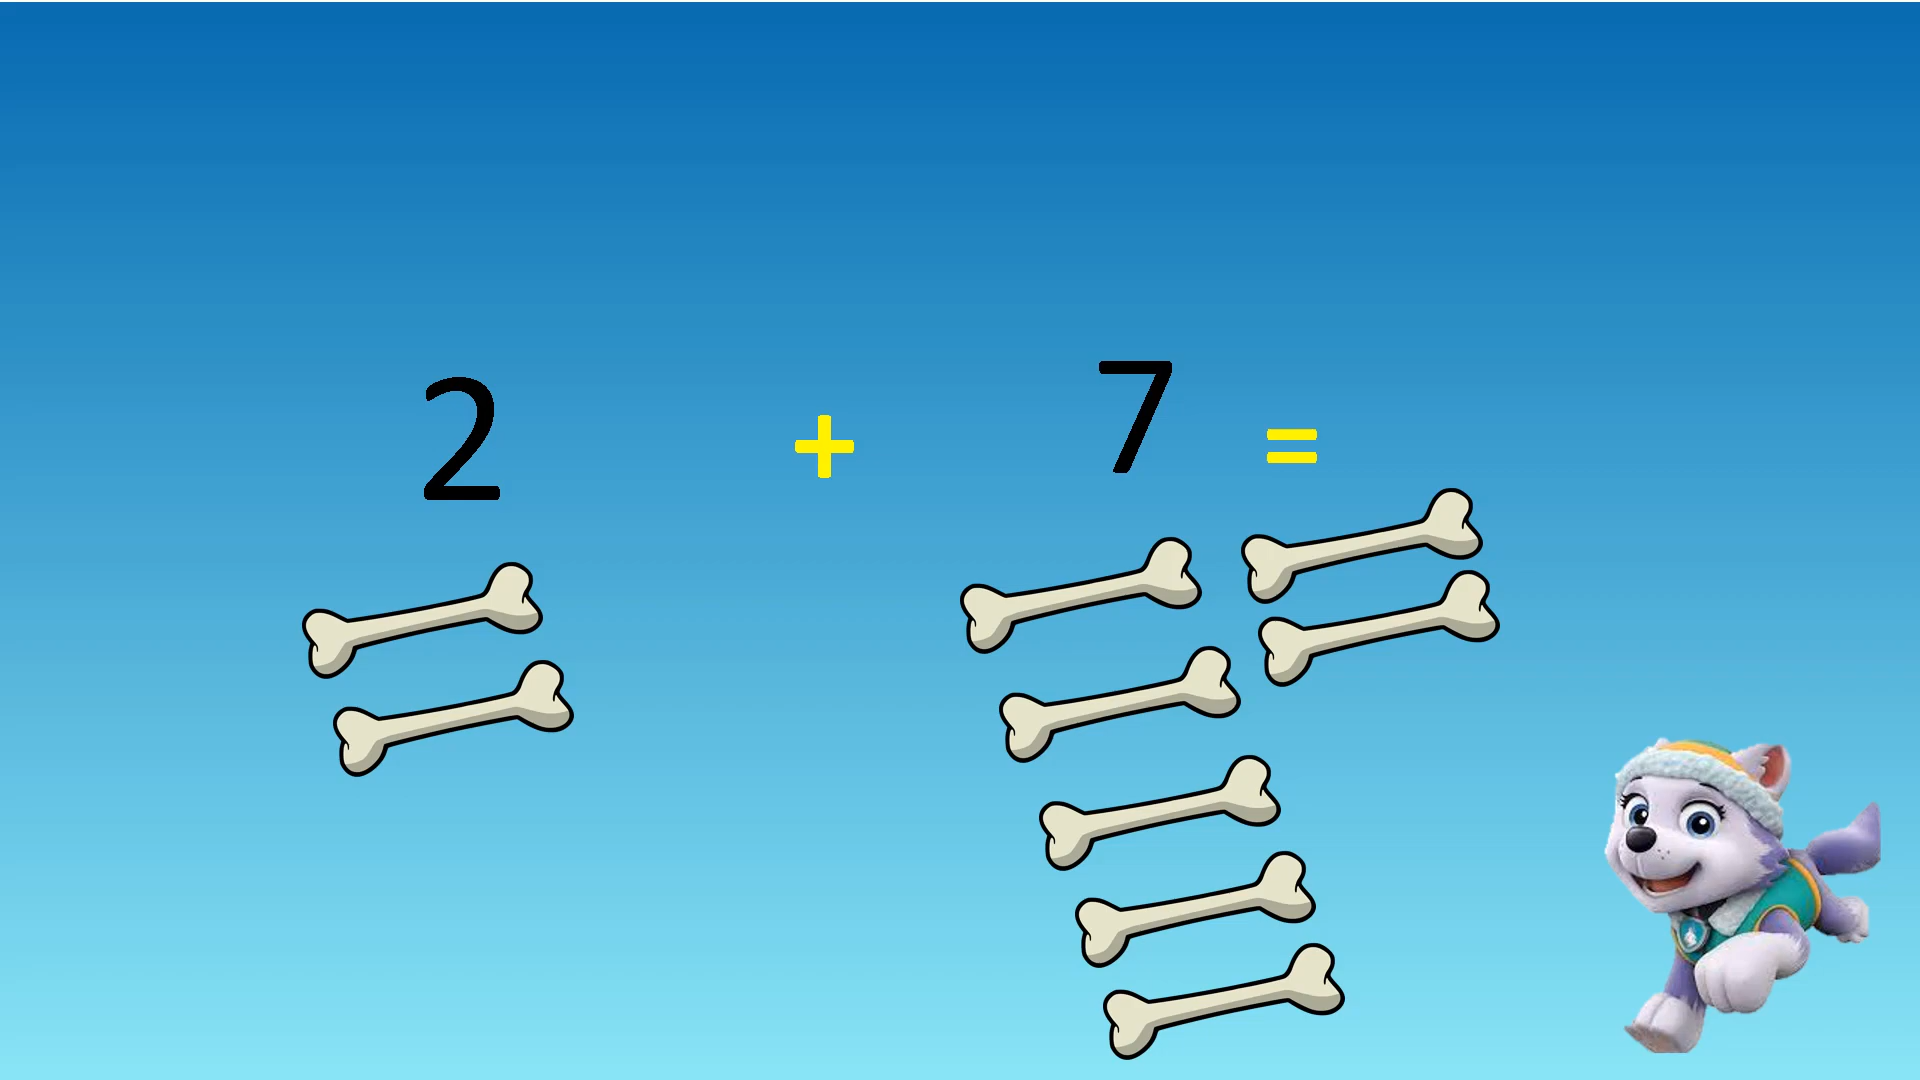 2 + 7 =